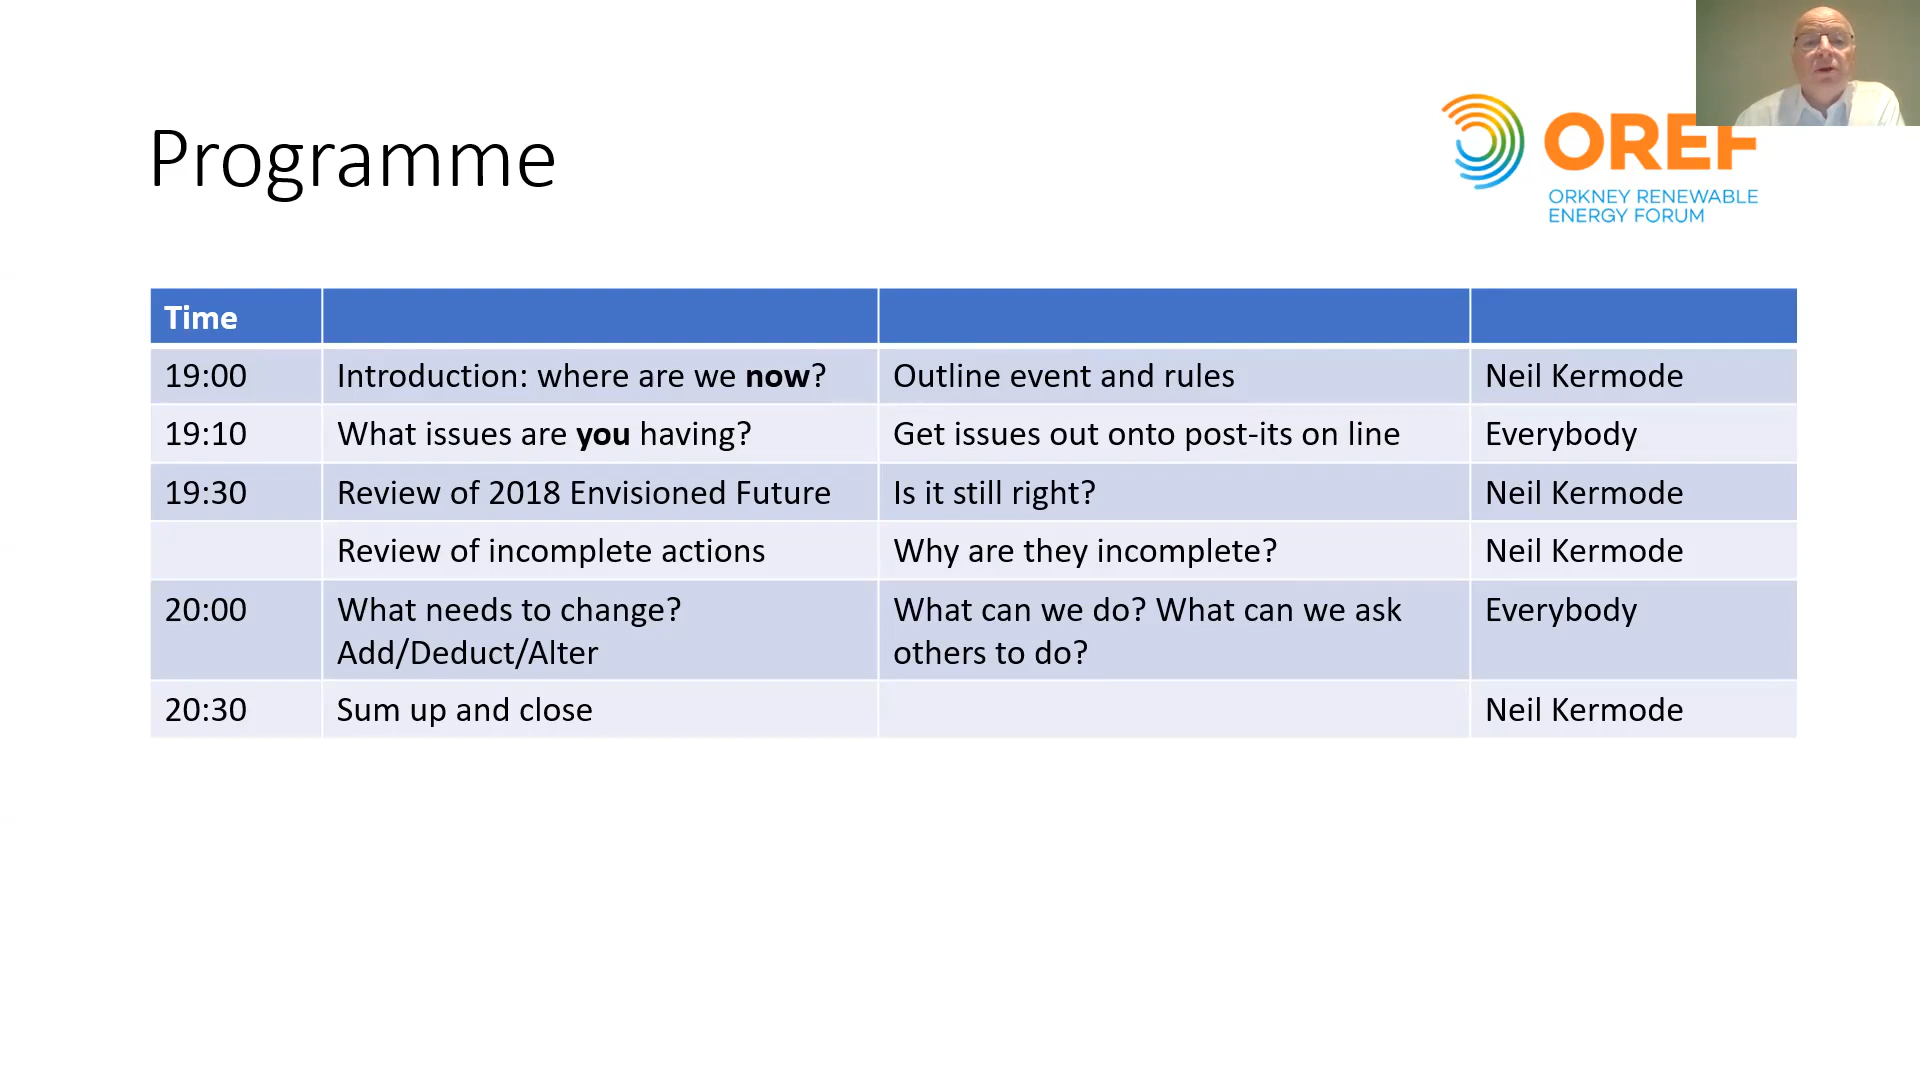 Programme
OREF
ORKNEY RENEWABLE
ENERGY FORUM
Time
19:00 Introduction: where are we now? Outline event and rules Neil Kermode
19:10 What issues are you having? Get issues out onto post-its on line Everybody
19:30 Review of 2018 Envisioned Future Is it still right? Neil Kermode
Review of incomplete actions Why are they incomplete? Neil Kermode
20:00 What needs to change? What can we do? What can we ask Everybody
Add/Deduct/Alter others to do?
20:30 Sum up and close Neil Kermode